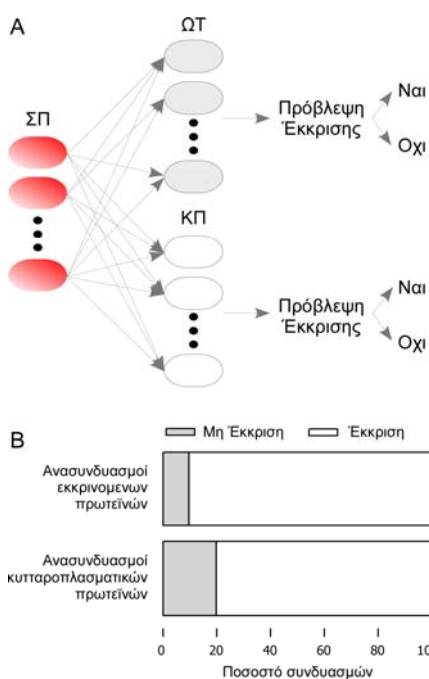 A
ΩΤ
ΣΠ
Πρόβλεψη
Έκκρισης
Ναι
Οχι
ΚΠ
Πρόβλεψη
Έκκρισης
Ναι
Οχι
B
Μη Έκκριση
Έκκριση
Ανασυνδυασμοί
εκκρινομενων
πρωτεϊνών
Ανασυνδυασμοί
κυτταροπλασματικών
πρωτεϊνών
0 20 40 60 80 100
Ποσοστό συνδυασμών